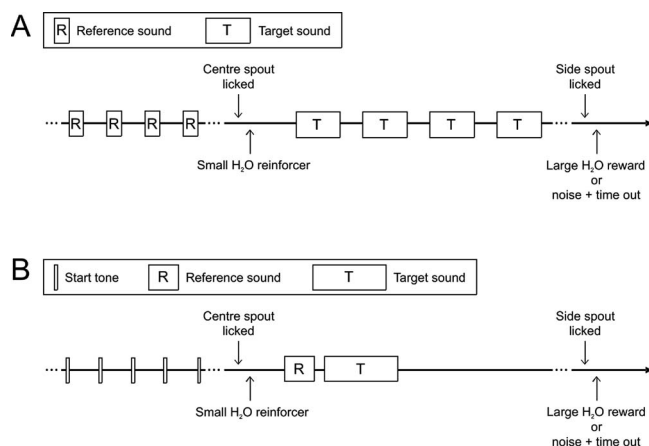 A
R Reference sound T Target sound
Centre spout
licked
Side spout
licked
R R R R T T T T
Small H₂O reinforcer
Large H₂O reward
or
noise + time out
B
Start tone R Reference sound T Target sound
Centre spout
licked
Side spout
licked
R T
Small H₂O reinforcer
Large H₂O reward
or
noise + time out